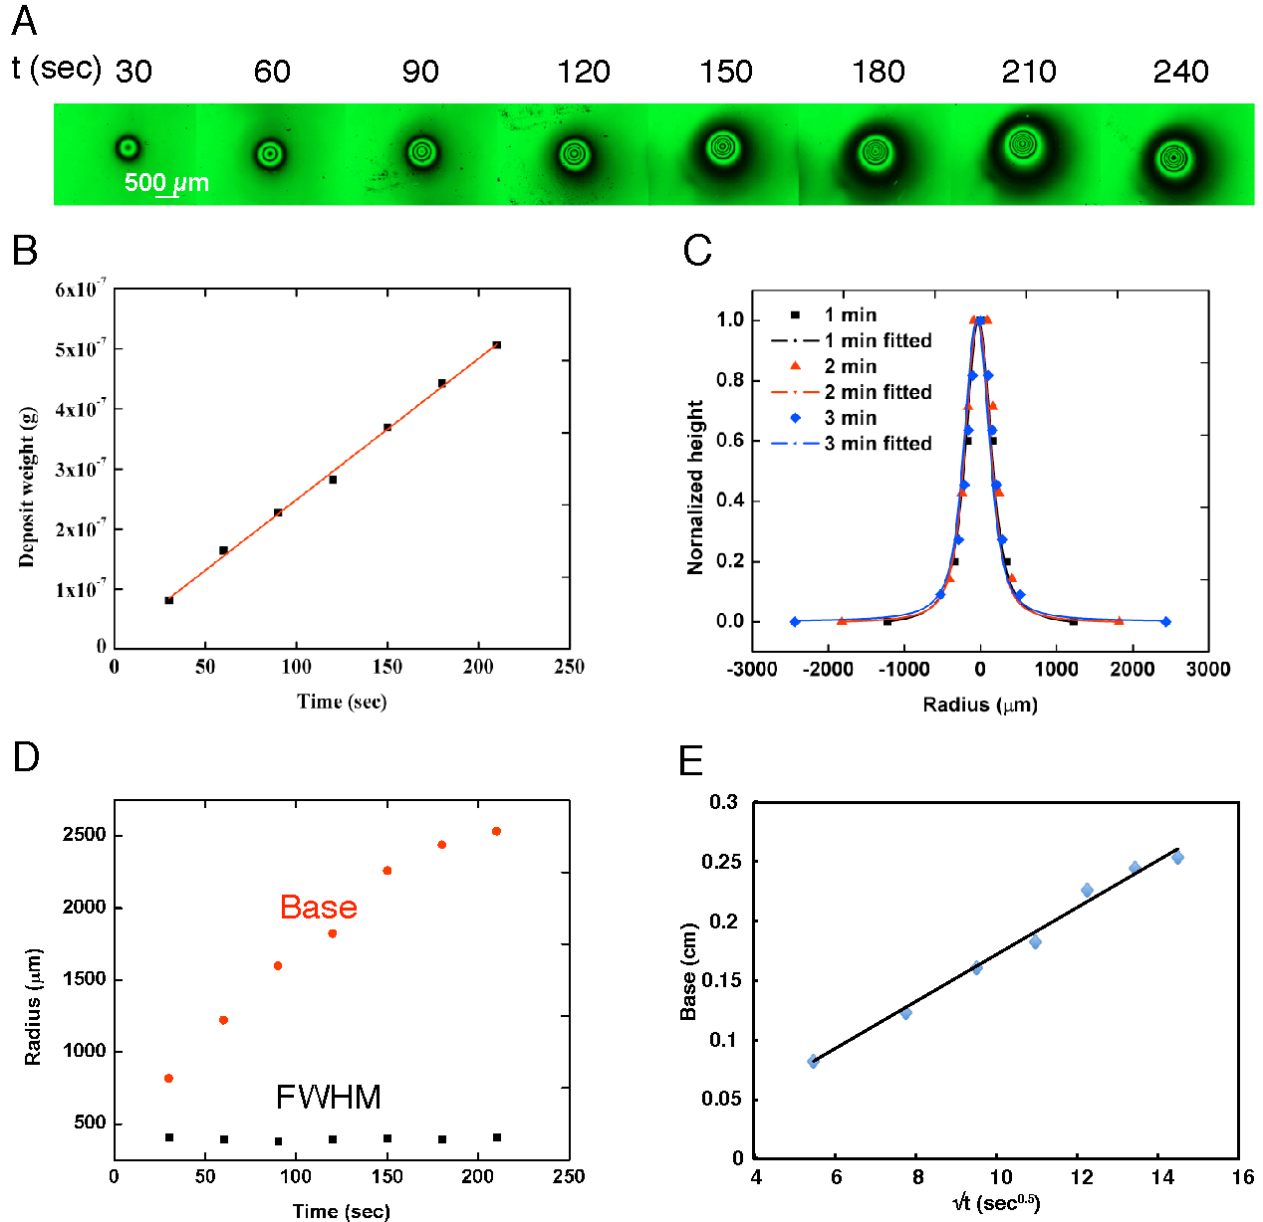 A
t (sec) 30 60 90 120 150 180 210 240
500 µm
B
6x10⁻⁷
5x10⁻⁷
4x10⁻⁷
3x10⁻⁷
2x10⁻⁷
1x10⁻⁷
0
Deposit weight (g)
0 50 100 150 200 250
Time (sec)
C
1 min
1 min fitted
2 min
2 min fitted
3 min
3 min fitted
1.0
0.8
0.6
0.4
0.2
0.0
Nornalized height
-3000 -2000 -1000 0 1000 2000 3000
Radius (µm)
D
2500
2000
1500
1000
500
Radius (µm)
Base
FWHM
0 50 100 150 200 250
Time (sec)
E
0.3
0.25
0.2
0.15
0.1
0.05
0
Base (cm)
4 6 8 10 12 14 16
√t (sec⁰·⁵)